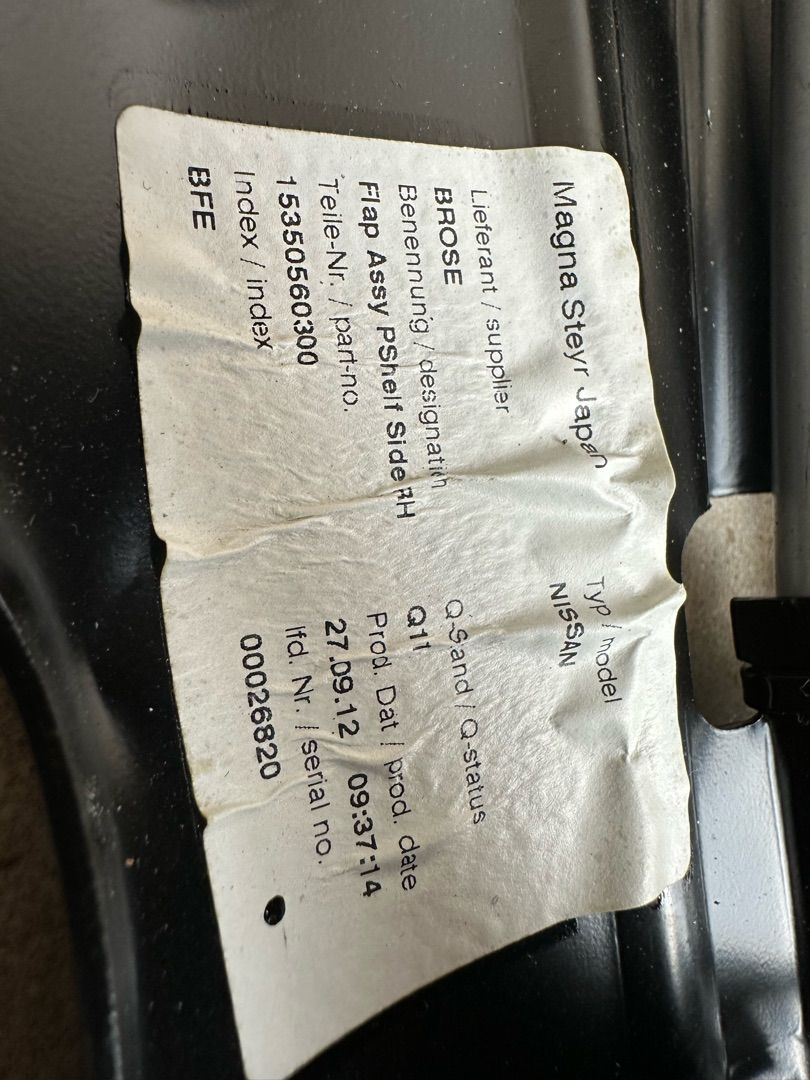 Magna Steyr Japan
Typ / model
NISSAN
Lieferant / supplier
BROSE
Benennung / designation
Flap Assy PShelf Side RH
Teile-Nr. / part-no.
15350560300
Index / index
BFE
Q-Sand / Q-status
Q11
Prod. Dat / prod. date
27.09.12 09:37:14
lfd. Nr. / serial no.
00026820